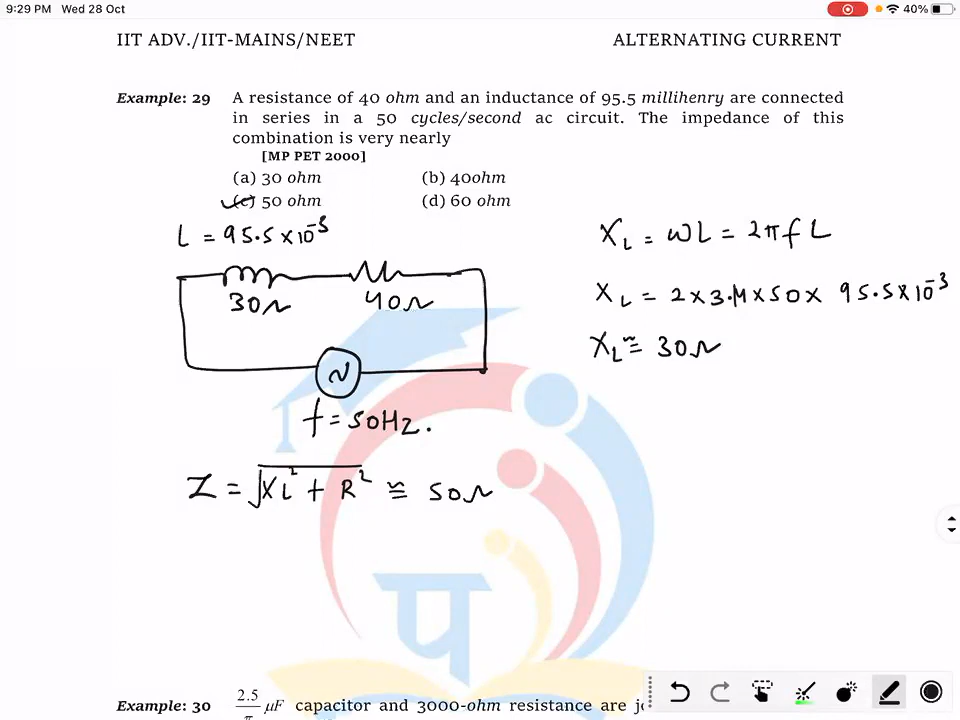 9:29 PM Wed 28 Oct 40%
IIT ADV./IIT-MAINS/NEET ALTERNATING CURRENT
Example: 29 A resistance of 40 ohm and an inductance of 95.5 millihenry are connected
in series in a 50 cycles/second ac circuit. The impedance of this
combination is very nearly
[MP PET 2000]
(a) 30 ohm (b) 40ohm
(c) 50 ohm (d) 60 ohm
L = 95.5×10⁻³
X_L = ωL = 2πfL
30Ω 40Ω
X_L = 2×3.14×50× 95.5×10⁻³
X_L ≅ 30Ω
~
f = 50HZ.
Z = √X_L² + R² ≅ 50Ω
प
Example: 30 2.5/π μF capacitor and 3000-ohm resistance are